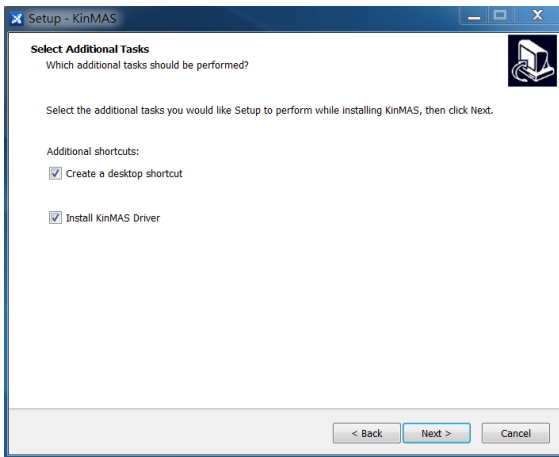 Setup - KinMAS
Select Additional Tasks
Which additional tasks should be performed?
Select the additional tasks you would like Setup to perform while installing KinMAS, then click Next.
Additional shortcuts:
Create a desktop shortcut
Install KinMAS Driver
< Back
Next >
Cancel